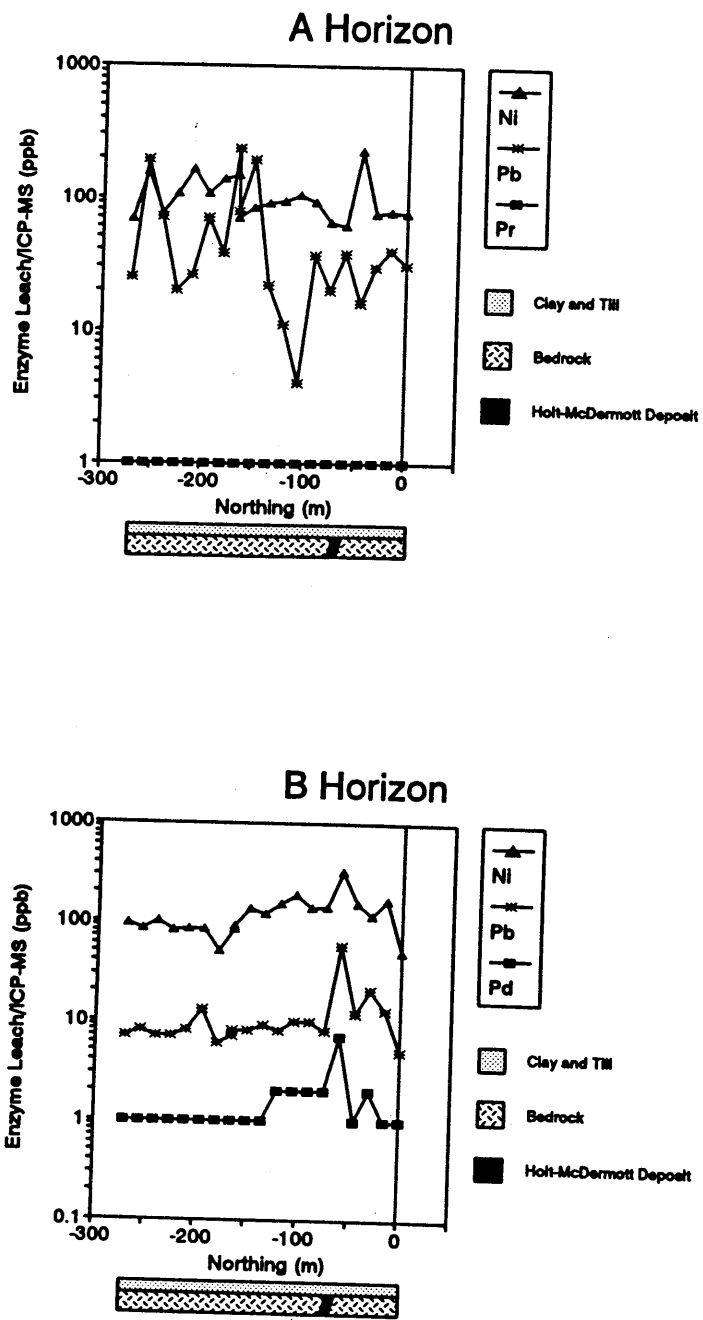 A Horizon
1000
100
10
1
Enzyme Leach/ICP-MS (ppb)
-300
-200
-100
0
Northing (m)
Ni
Pb
Pr
Clay and Till
Bedrock
Holt-McDermott Deposit
B Horizon
1000
100
10
1
0.1
Enzyme Leach/ICP-MS (ppb)
-300
-200
-100
0
Northing (m)
Ni
Pb
Pd
Clay and Till
Bedrock
Holt-McDermott Deposit